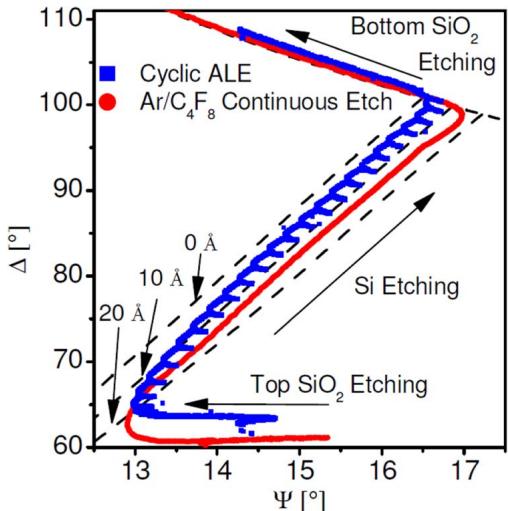 110
100
90
80
70
60
Δ [°]
Bottom SiO2
Etching
Cyclic ALE
Ar/C4F8 Continuous Etch
0 Å
10 Å
20 Å
Si Etching
Top SiO2 Etching
13 14 15 16 17
Ψ [°]